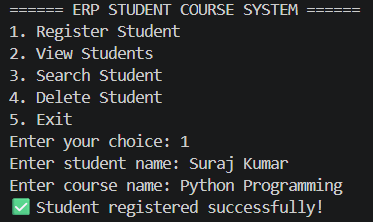 ====== ERP STUDENT COURSE SYSTEM ======
1. Register Student
2. View Students
3. Search Student
4. Delete Student
5. Exit
Enter your choice: 1
Enter student name: Suraj Kumar
Enter course name: Python Programming
✅ Student registered successfully!